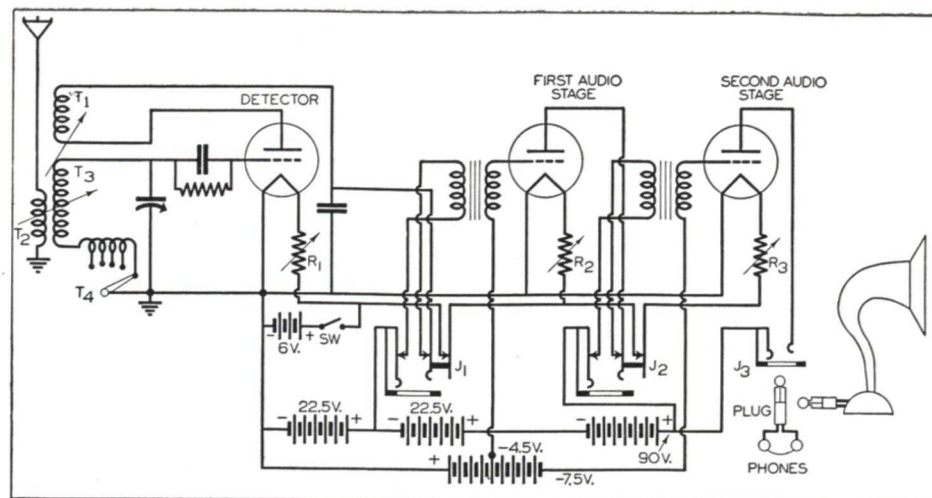 T1
DETECTOR
FIRST AUDIO
STAGE
SECOND AUDIO
STAGE
T3
T2
R1
R2
R3
T4
- + SW
6V.
J1
J2
J3
22.5V.
- +
22.5V.
- +
- +
90V.
+ -4.5V.
-7.5V.
PLUG
PHONES